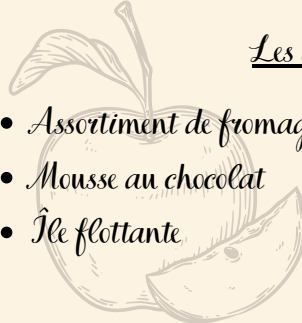 Les
• Assortiment de fromag
• Mousse au chocolat
• Île flottante